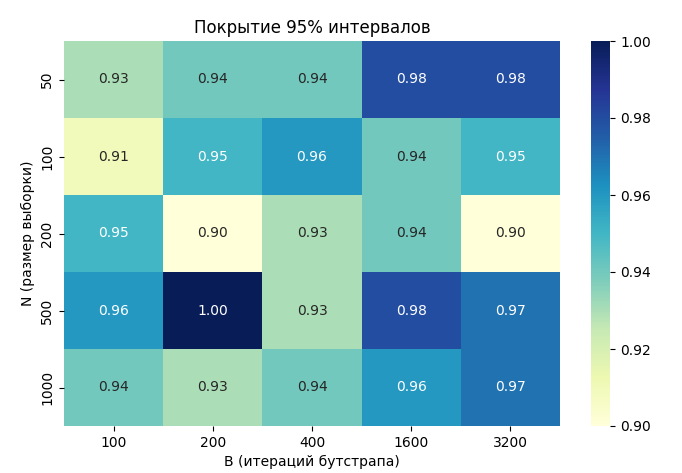 Покрытие 95% интервалов
50 0.93 0.94 0.94 0.98 0.98
100 0.91 0.95 0.96 0.94 0.95
200 0.95 0.90 0.93 0.94 0.90
500 0.96 1.00 0.93 0.98 0.97
1000 0.94 0.93 0.94 0.96 0.97
100 200 400 1600 3200
B (итераций бутстрапа)
N (размер выборки)
1.00
0.98
0.96
0.94
0.92
0.90